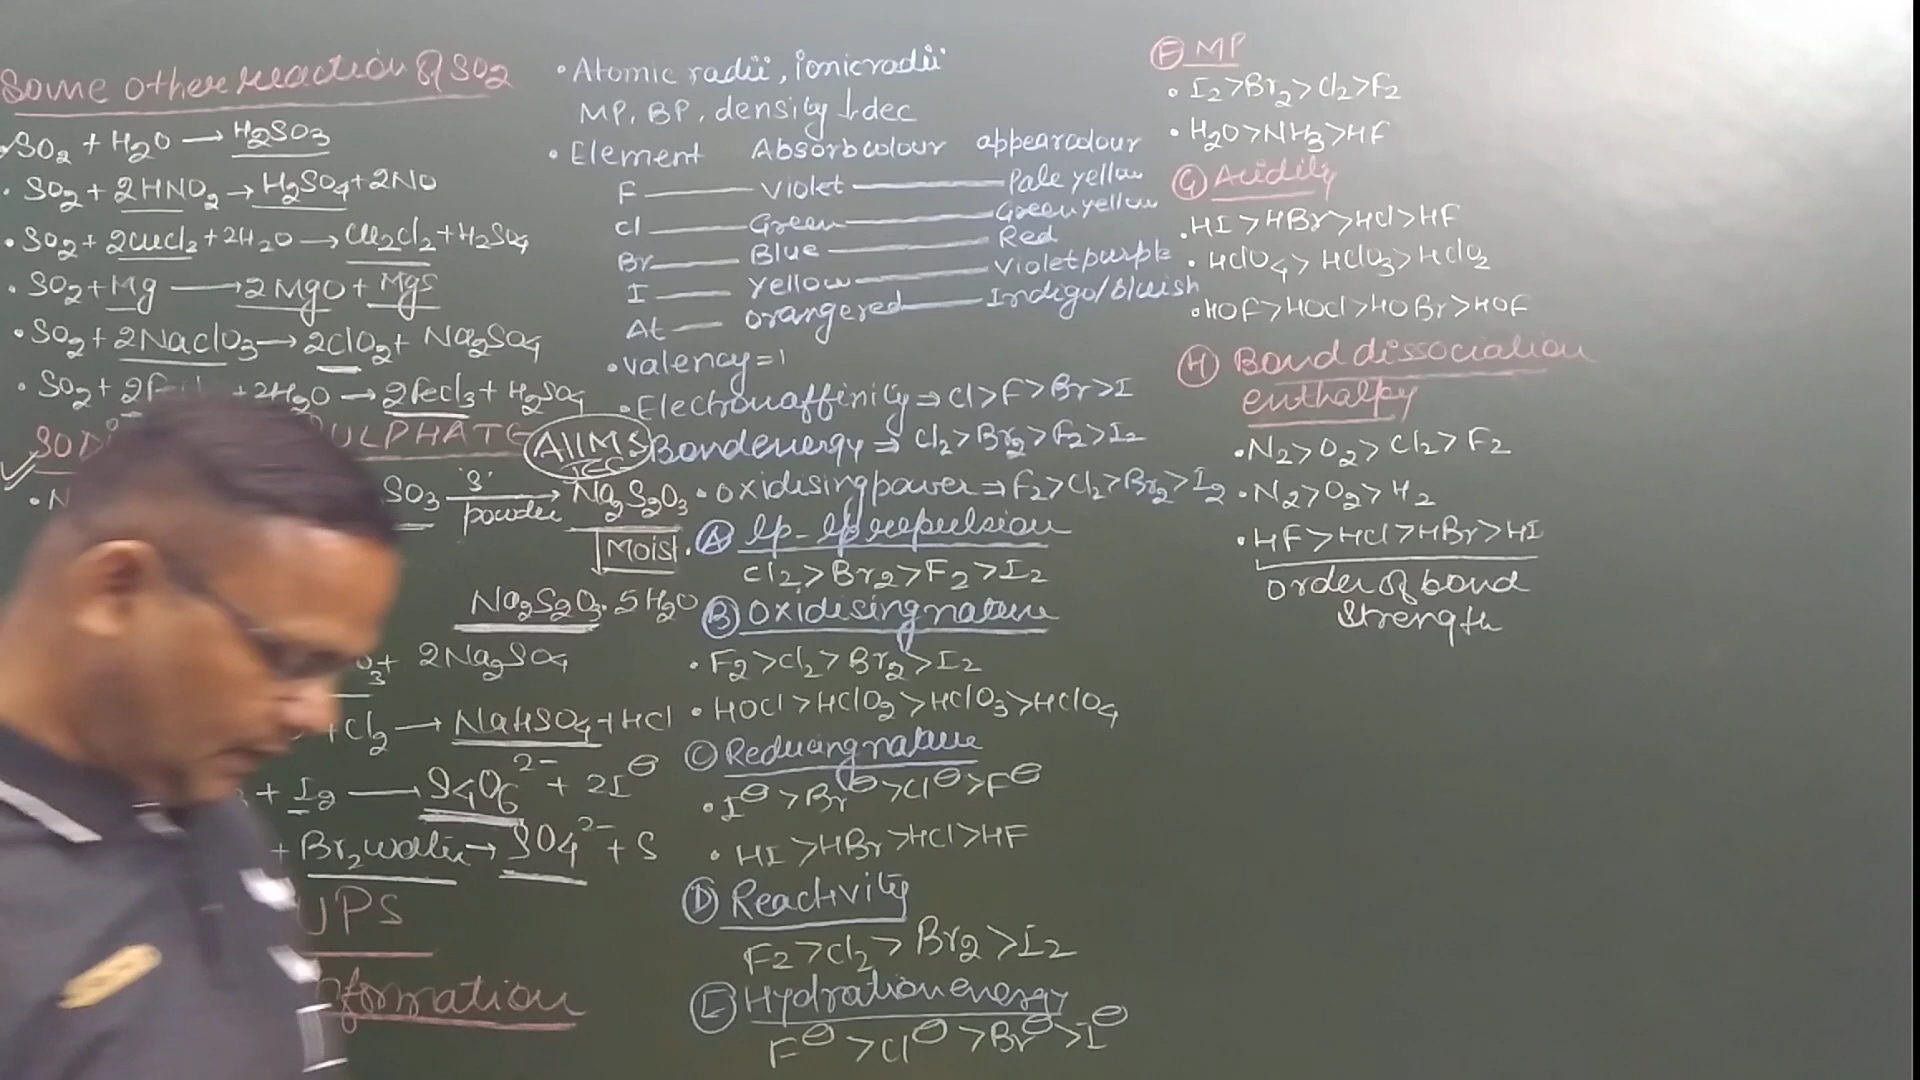 Some other reaction of SO2
SO2 + H2O → H2SO3
• SO2 + 2HNO2 → H2SO4 + 2NO
• SO2 + 2CuCl2 + 2H2O → Cu2Cl2 + H2SO4
• SO2 + Mg → 2MgO + MgS
• SO2 + 2NaClO3 → 2ClO2 + Na2SO4
• SO2 + + 2H2O → 2FeCl3 + H2SO4
ULPHATE
SO3 'S' powder → Na2S2O3
Moist
Na2S2O3.5H2O
+ 2Na2SO4
+ Cl2 → NaHSO4 + HCl
+ I2 → S4O6 2- + 2I⊖
+ Br2 water → SO4 2- + S
UPS
nformation
• Atomic radii, ionic radii
MP, BP, density ↓ dec
• Element Absorb colour appear colour
F — Violet — Pale yellow
Cl — Green — Green yellow
Br — Blue — Red
I — yellow — Violet purple
At — orange red — Indigo/bluish
• valency = 1
• Electron affinity ⇒ Cl > F > Br > I
AIIMS JEE Bond energy ⇒ Cl2 > Br2 > F2 > I2
• oxidising power ⇒ F2 > Cl2 > Br2 > I2
• (A) lp-lp repulsion
Cl2 > Br2 > F2 > I2
(B) Oxidising nature
• F2 > Cl2 > Br2 > I2
• HOCl > HClO2 > HClO3 > HClO4
(C) Reducing nature
• I⊖ > Br⊖ > Cl⊖ > F⊖
• HI > HBr > HCl > HF
(D) Reactivity
F2 > Cl2 > Br2 > I2
(E) Hydration energy
F⊖ > Cl⊖ > Br⊖ > I⊖
(F) MP
• I2 > Br2 > Cl2 > F2
• H2O > NH3 > HF
(G) Acidity
• HI > HBr > HCl > HF
• HClO4 > HClO3 > HClO2
• HOF > HOCl > HOBr > HOF
(H) Bond dissociation
enthalpy
• N2 > O2 > Cl2 > F2
• N2 > O2 > H2
• HF > HCl > HBr > HI
order of bond
strength